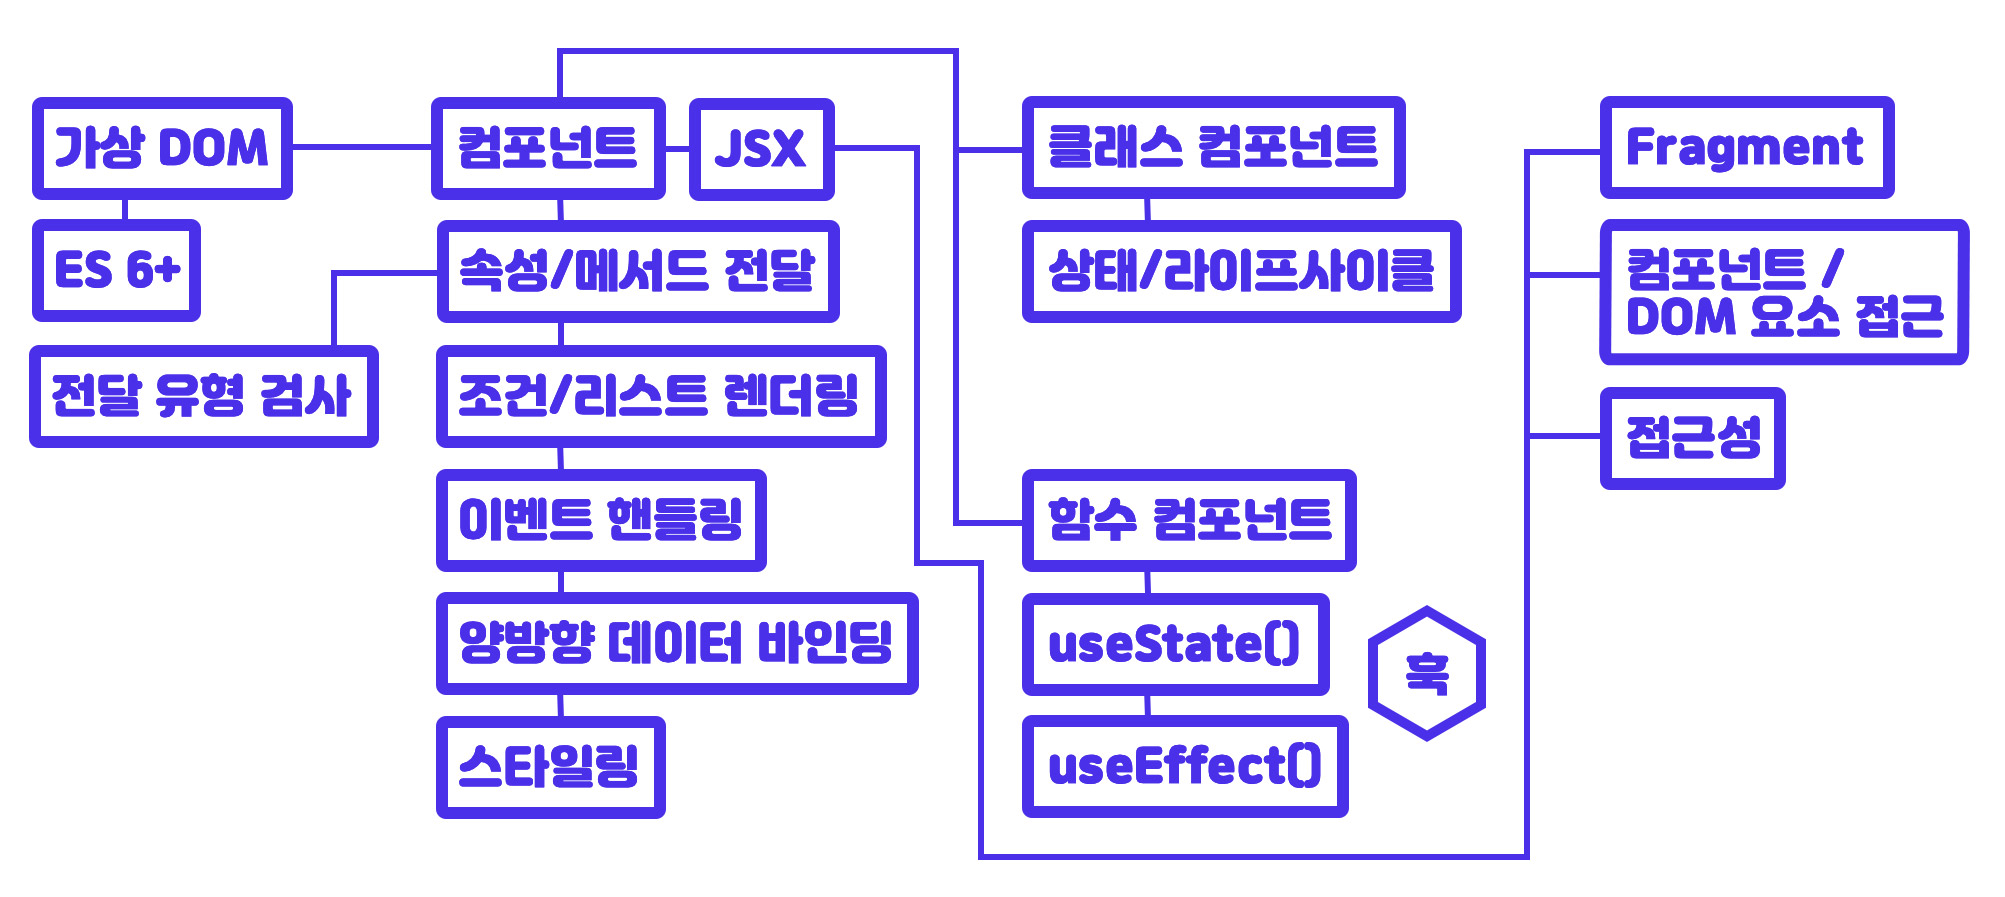 가상 DOM
ES 6+
전달 유형 검사
컴포넌트
JSX
속성/메서드 전달
조건/리스트 렌더링
이벤트 핸들링
양방향 데이터 바인딩
스타일링
클래스 컴포넌트
상태/라이프사이클
함수 컴포넌트
useState()
useEffect()
훅
Fragment
컴포넌트 /
DOM 요소 접근
접근성